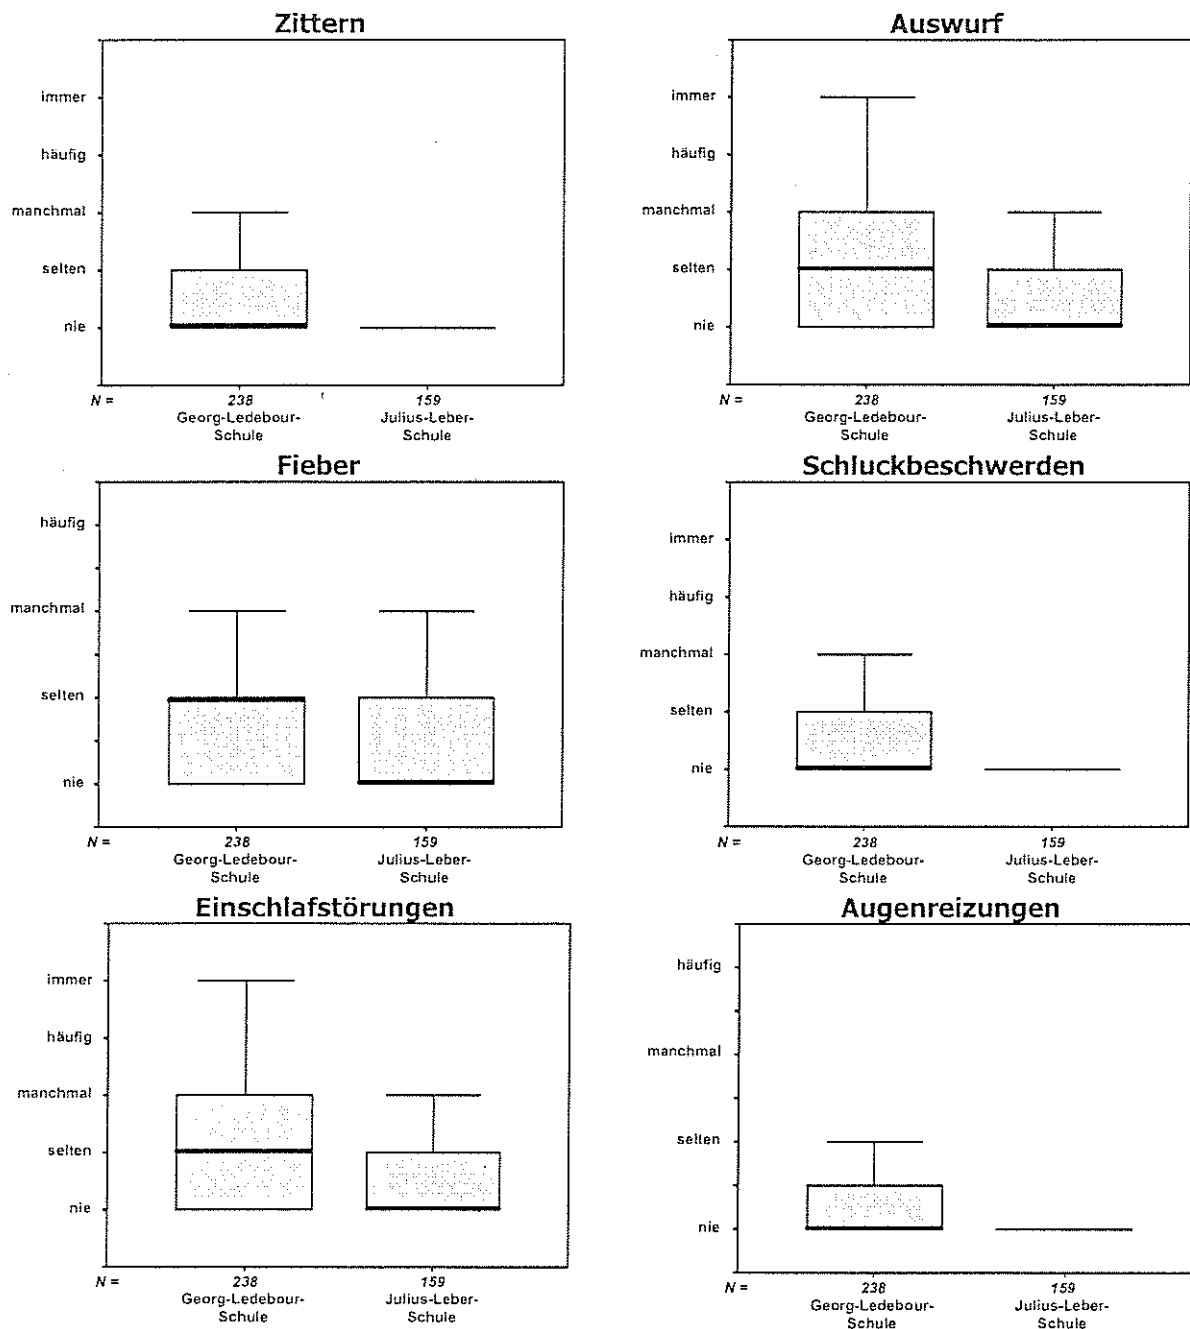 Zittern
immer
häufig
manchmal
selten
nie
N = 238 159
Georg-Ledebour- Julius-Leber-
Schule Schule
Auswurf
immer
häufig
manchmal
selten
nie
N = 238 159
Georg-Ledebour- Julius-Leber-
Schule Schule
Fieber
häufig
manchmal
selten
nie
N = 238 159
Georg-Ledebour- Julius-Leber-
Schule Schule
Schluckbeschwerden
immer
häufig
manchmal
selten
nie
N = 238 159
Georg-Ledebour- Julius-Leber-
Schule Schule
Einschlafstörungen
immer
häufig
manchmal
selten
nie
N = 238 159
Georg-Ledebour- Julius-Leber-
Schule Schule
Augenreizungen
häufig
manchmal
selten
nie
N = 238 159
Georg-Ledebour- Julius-Leber-
Schule Schule